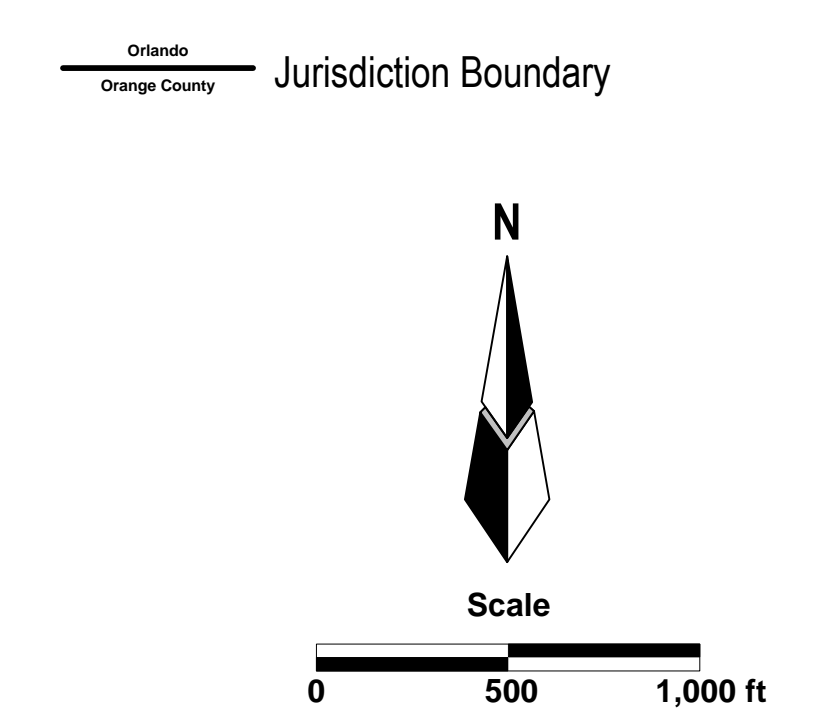 Orlando
Orange County
Jurisdiction Boundary
N
Scale
0 500 1,000 ft